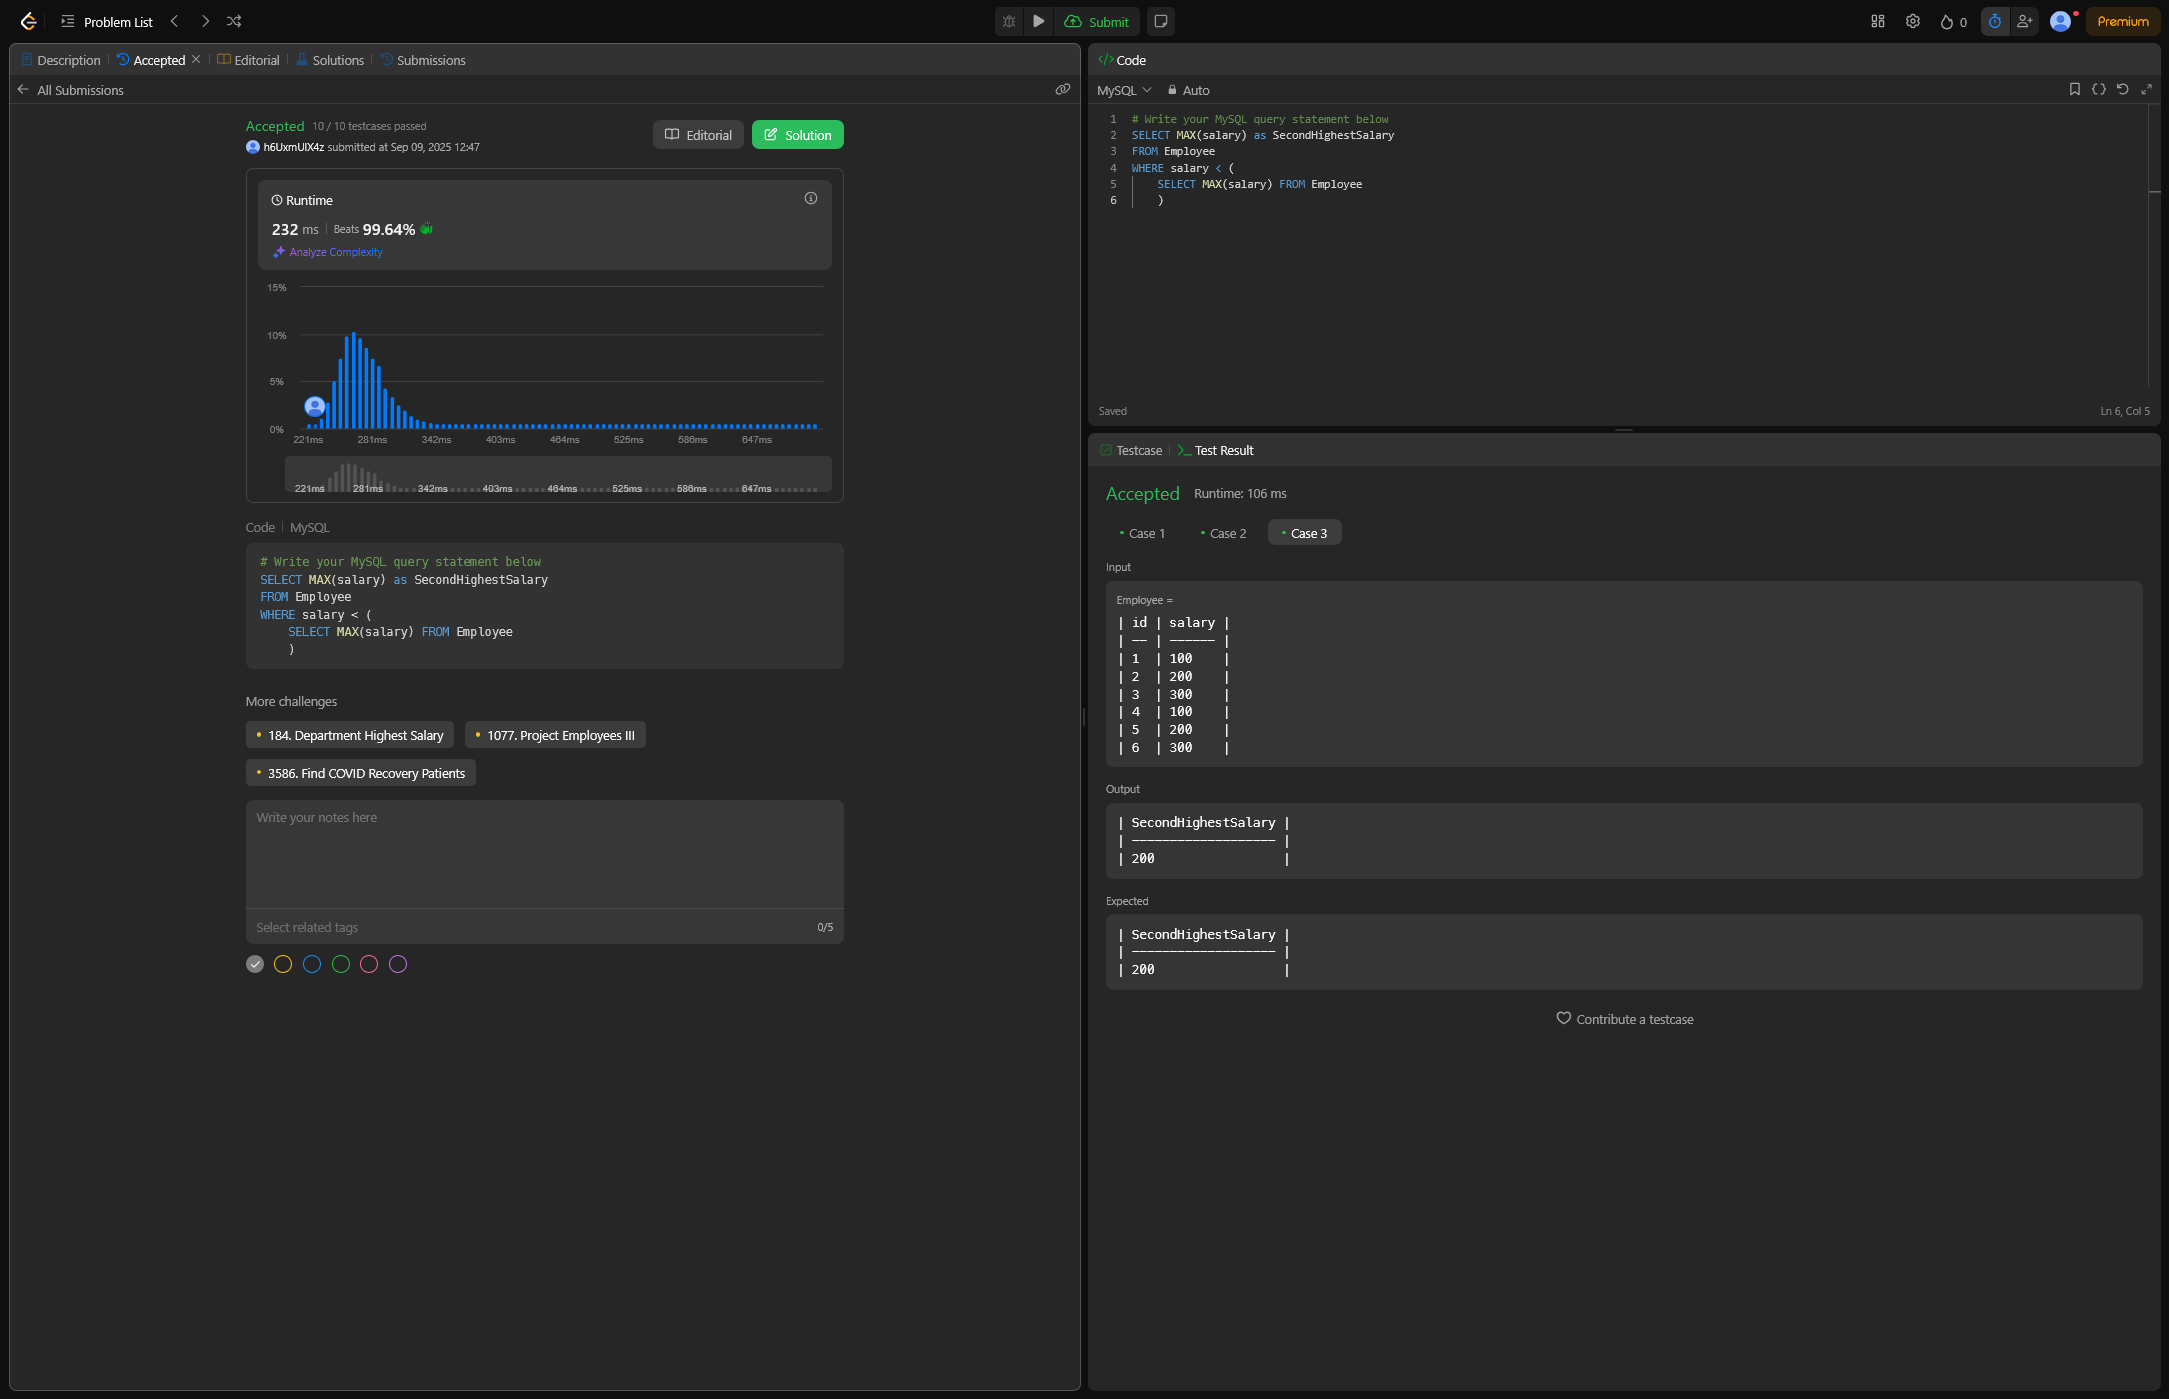 Problem List
Submit
0
Premium
Description
Accepted
Editorial
Solutions
Submissions
All Submissions
Accepted 10 / 10 testcases passed
h6UxmUlX4z submitted at Sep 09, 2025 12:47
Editorial
Solution
Runtime
232 ms Beats 99.64%
Analyze Complexity
15%
10%
5%
0%
221ms 281ms 342ms 403ms 464ms 525ms 586ms 647ms
221ms 281ms 342ms 403ms 464ms 525ms 586ms 647ms
Code MySQL
# Write your MySQL query statement below
SELECT MAX(salary) as SecondHighestSalary
FROM Employee
WHERE salary < (
SELECT MAX(salary) FROM Employee
)
More challenges
184. Department Highest Salary
1077. Project Employees III
3586. Find COVID Recovery Patients
Write your notes here
Select related tags 0/5
Code
MySQL Auto
1 # Write your MySQL query statement below
2 SELECT MAX(salary) as SecondHighestSalary
3 FROM Employee
4 WHERE salary < (
5 SELECT MAX(salary) FROM Employee
6 )
Saved Ln 6, Col 5
Testcase
>_ Test Result
Accepted Runtime: 106 ms
Case 1
Case 2
Case 3
Input
Employee =
| id | salary |
| -- | ------ |
| 1 | 100 |
| 2 | 200 |
| 3 | 300 |
| 4 | 100 |
| 5 | 200 |
| 6 | 300 |
Output
| SecondHighestSalary |
| ------------------- |
| 200 |
Expected
| SecondHighestSalary |
| ------------------- |
| 200 |
Contribute a testcase